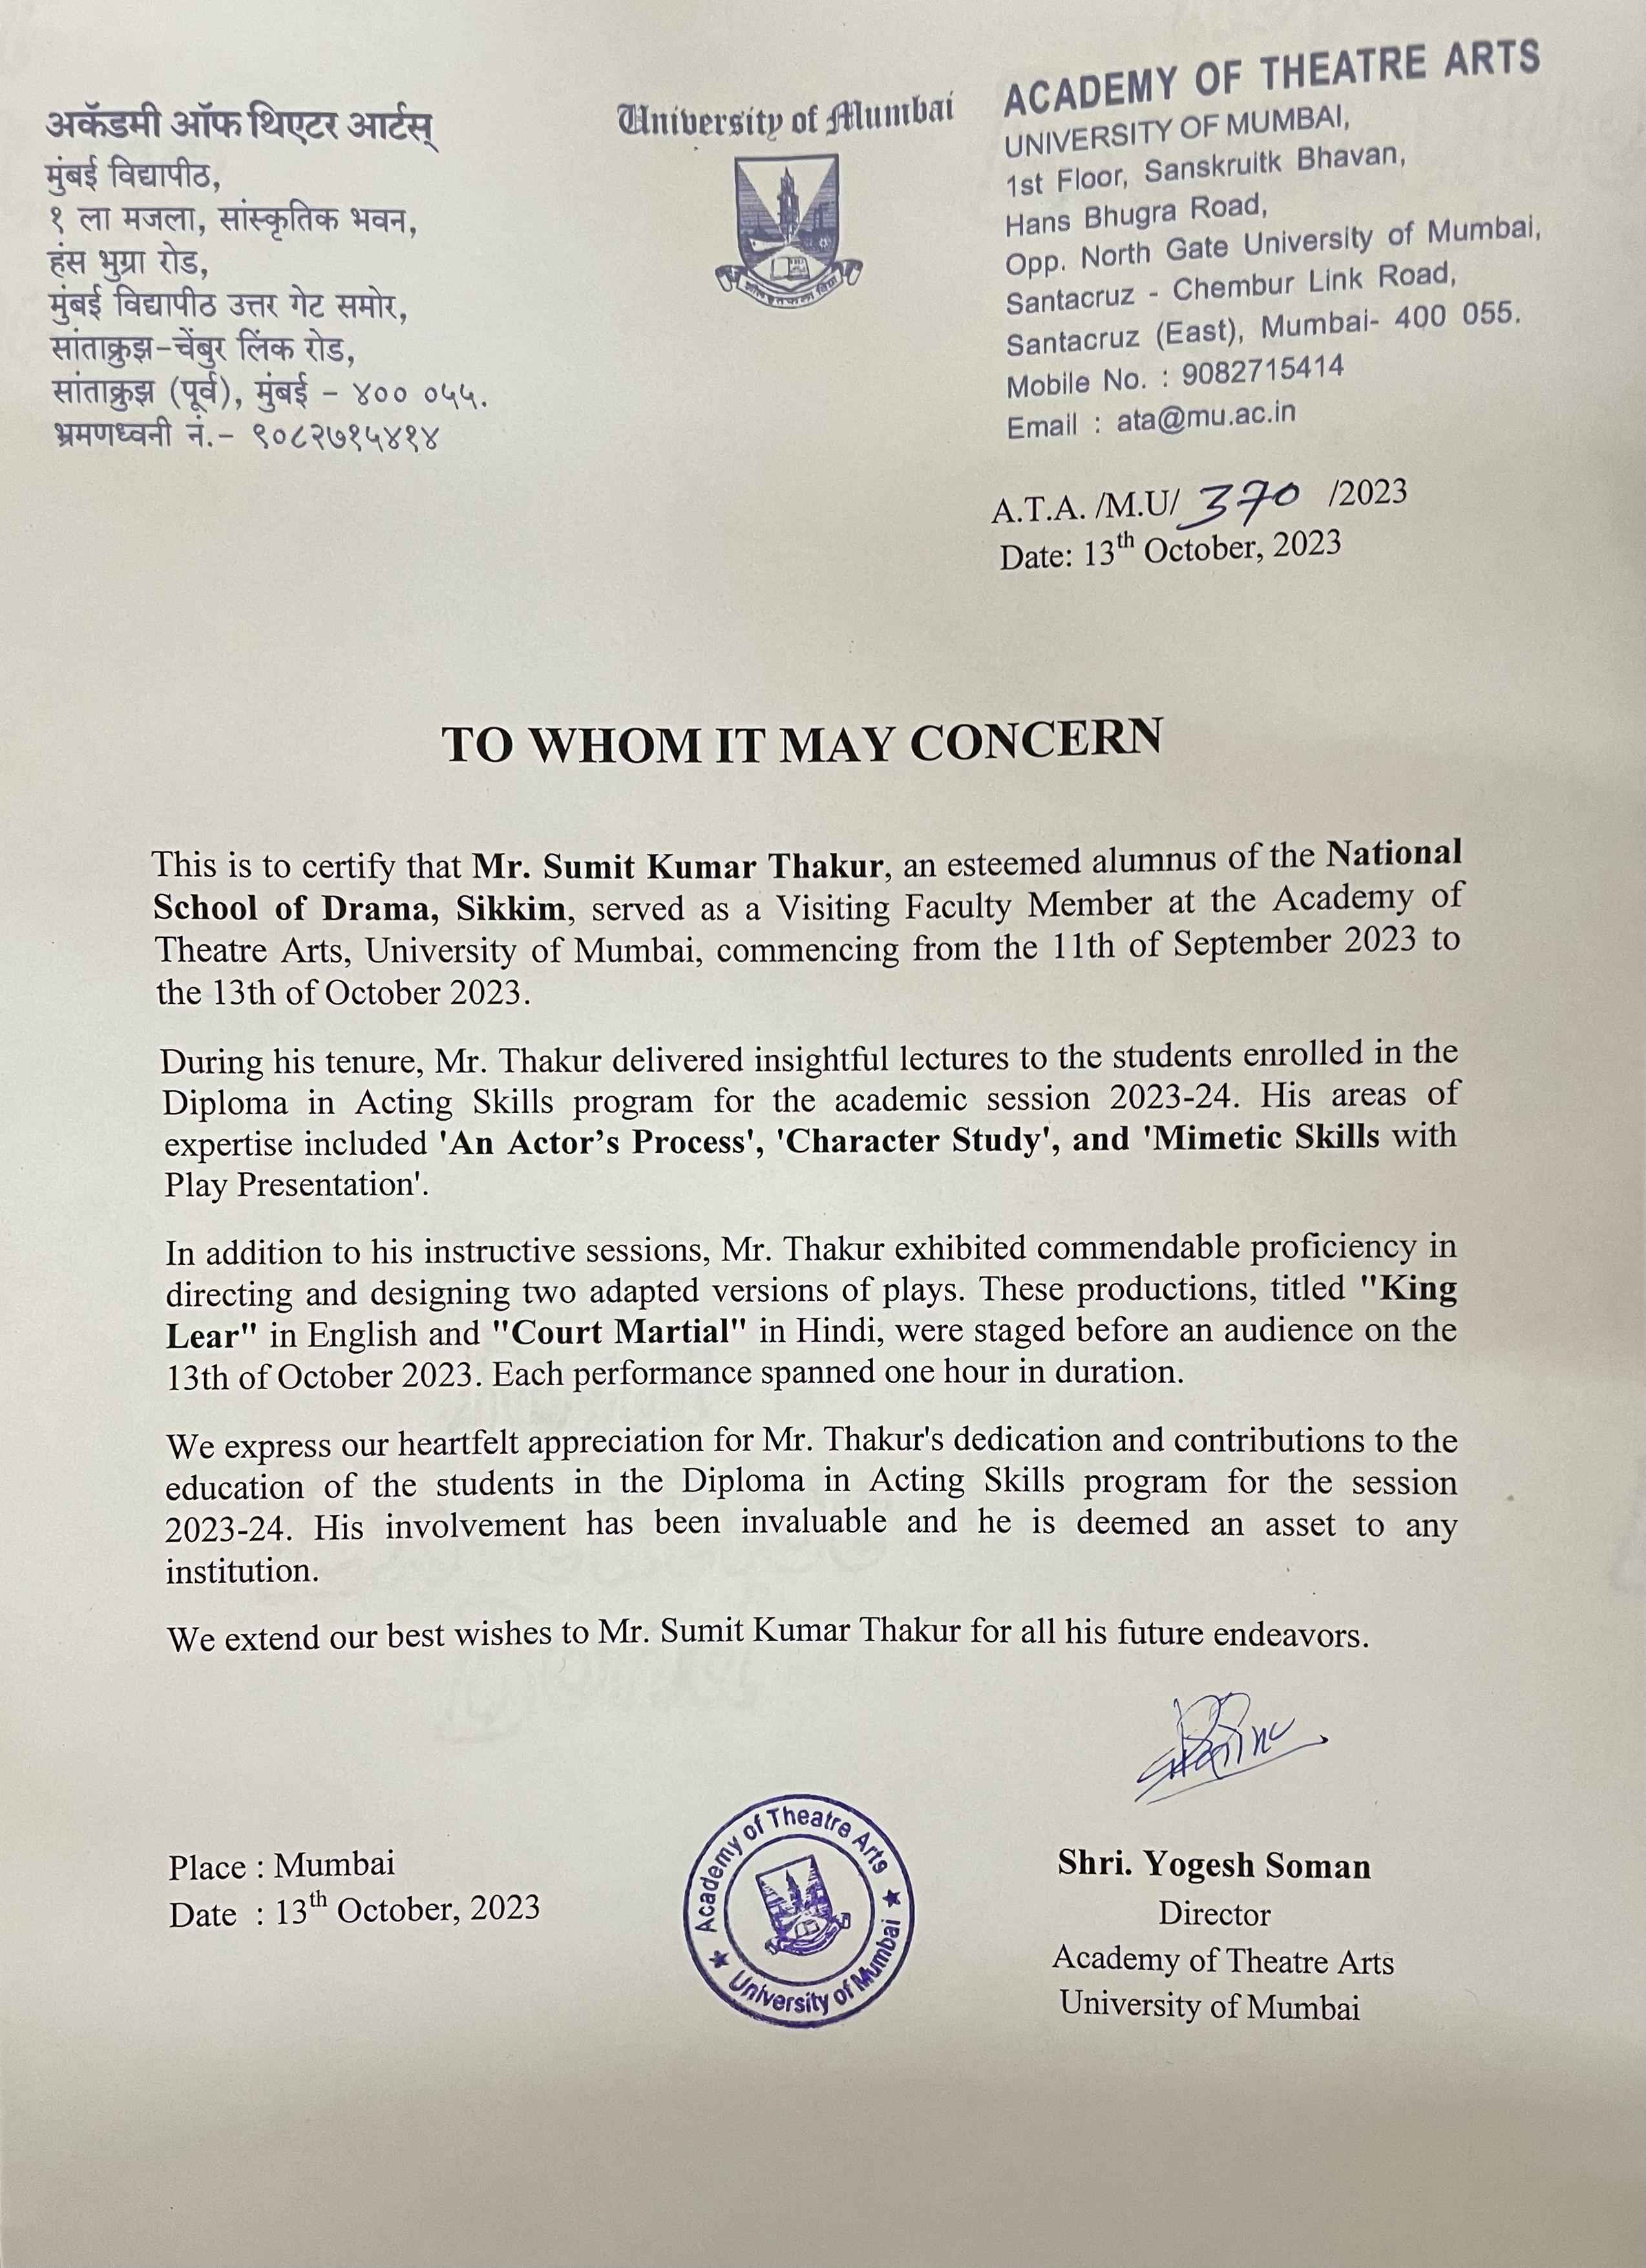 अकॅडमी ऑफ थिएटर आर्टस्
मुंबई विद्यापीठ,
१ ला मजला, सांस्कृतिक भवन,
हंस भुग्रा रोड,
मुंबई विद्यापीठ उत्तर गेट समोर,
सांताक्रुझ-चेंबुर लिंक रोड,
सांताक्रुझ (पूर्व), मुंबई - ४०० ०५५.
भ्रमणध्वनी नं.- ९०८२७१५४१४
University of Mumbai
ACADEMY OF THEATRE ARTS
UNIVERSITY OF MUMBAI,
1st Floor, Sanskruitk Bhavan,
Hans Bhugra Road,
Opp. North Gate University of Mumbai,
Santacruz - Chembur Link Road,
Santacruz (East), Mumbai- 400 055.
Mobile No. : 9082715414
Email : ata@mu.ac.in
A.T.A. /M.U/ 370 /2023
Date: 13th October, 2023
TO WHOM IT MAY CONCERN
This is to certify that Mr. Sumit Kumar Thakur, an esteemed alumnus of the National
School of Drama, Sikkim, served as a Visiting Faculty Member at the Academy of
Theatre Arts, University of Mumbai, commencing from the 11th of September 2023 to
the 13th of October 2023.
During his tenure, Mr. Thakur delivered insightful lectures to the students enrolled in the
Diploma in Acting Skills program for the academic session 2023-24. His areas of
expertise included 'An Actor’s Process', 'Character Study', and 'Mimetic Skills with
Play Presentation'.
In addition to his instructive sessions, Mr. Thakur exhibited commendable proficiency in
directing and designing two adapted versions of plays. These productions, titled "King
Lear" in English and "Court Martial" in Hindi, were staged before an audience on the
13th of October 2023. Each performance spanned one hour in duration.
We express our heartfelt appreciation for Mr. Thakur's dedication and contributions to the
education of the students in the Diploma in Acting Skills program for the session
2023-24. His involvement has been invaluable and he is deemed an asset to any
institution.
We extend our best wishes to Mr. Sumit Kumar Thakur for all his future endeavors.
Place : Mumbai
Date : 13th October, 2023
Academy of Theatre Arts
★ University of Mumbai ★
Shri. Yogesh Soman
Director
Academy of Theatre Arts
University of Mumbai